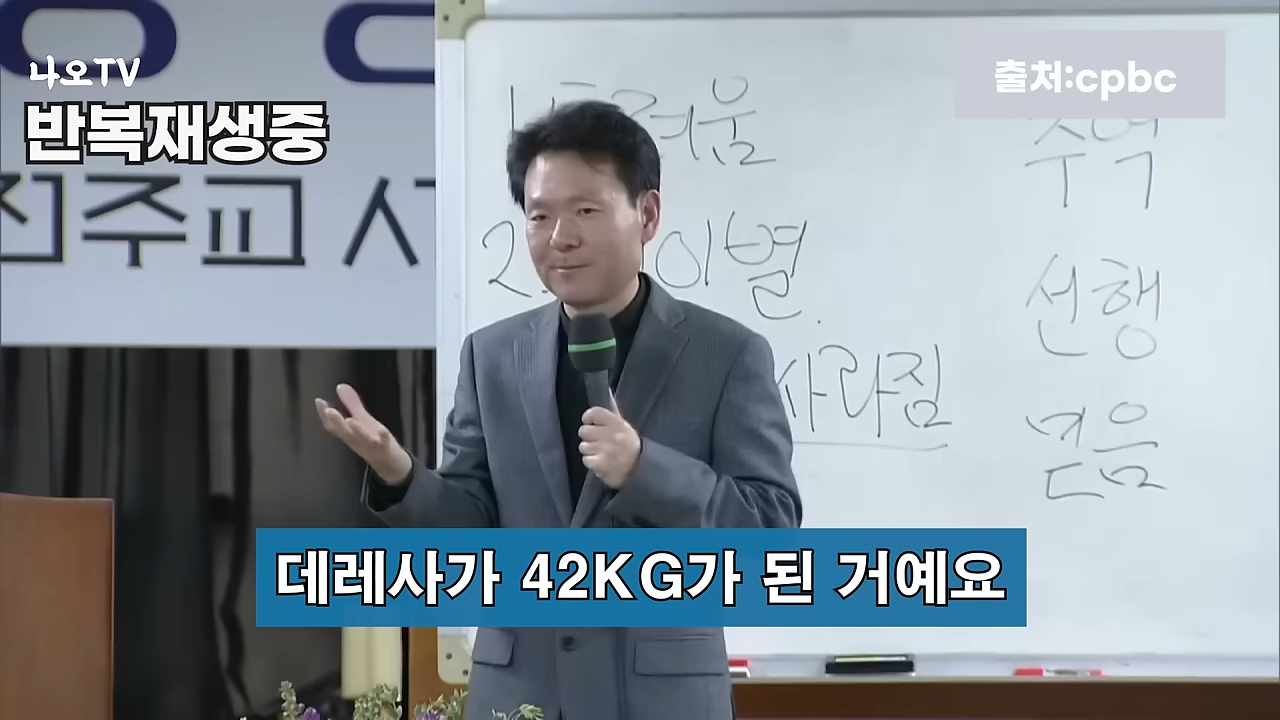 나오TV
반복재생중
출처:cpbc
천주교
려움
추억
2. 이별.
선행
사라짐
믿음
데레사가 42KG가 된 거예요